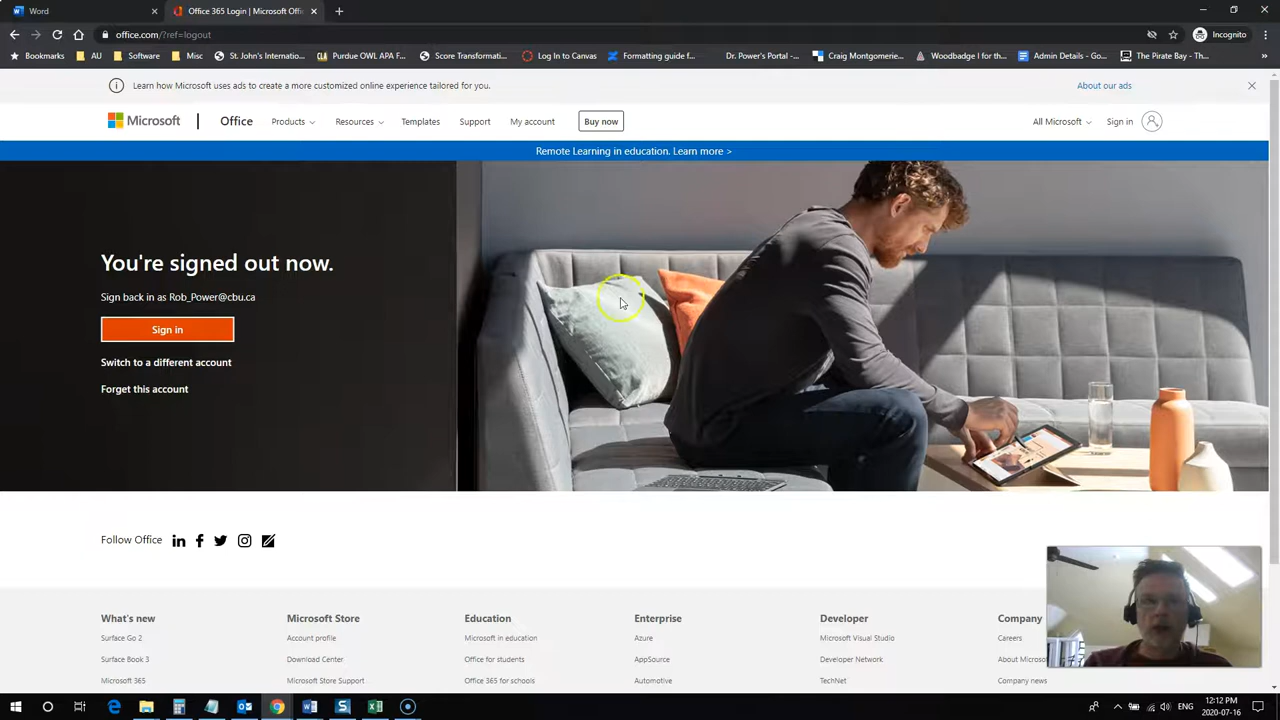 Word
Office 365 Login | Microsoft Offic
office.com/?ref=logout
Incognito
Bookmarks
AU
Software
Misc
St. John's Internatio...
Purdue OWL APA F...
Score Transformati...
Log In to Canvas
Formatting guide f...
Dr. Power's Portal -...
Craig Montgomerie...
Woodbadge I for th...
Admin Details - Go...
The Pirate Bay - Th...
Learn how Microsoft uses ads to create a more customized online experience tailored for you.
About our ads
Microsoft
Office
Products
Resources
Templates
Support
My account
Buy now
All Microsoft
Sign in
Remote Learning in education. Learn more >
You're signed out now.
Sign back in as Rob_Power@cbu.ca
Sign in
Switch to a different account
Forget this account
Follow Office
What's new
Microsoft Store
Education
Enterprise
Developer
Company
Surface Go 2
Account profile
Microsoft in education
Azure
Microsoft Visual Studio
Careers
Surface Book 3
Download Center
Office for students
AppSource
Developer Network
About Microso
Microsoft 365
Microsoft Store Support
Office 365 for schools
Automotive
TechNet
Company news
ENG
12:12 PM
2020-07-16